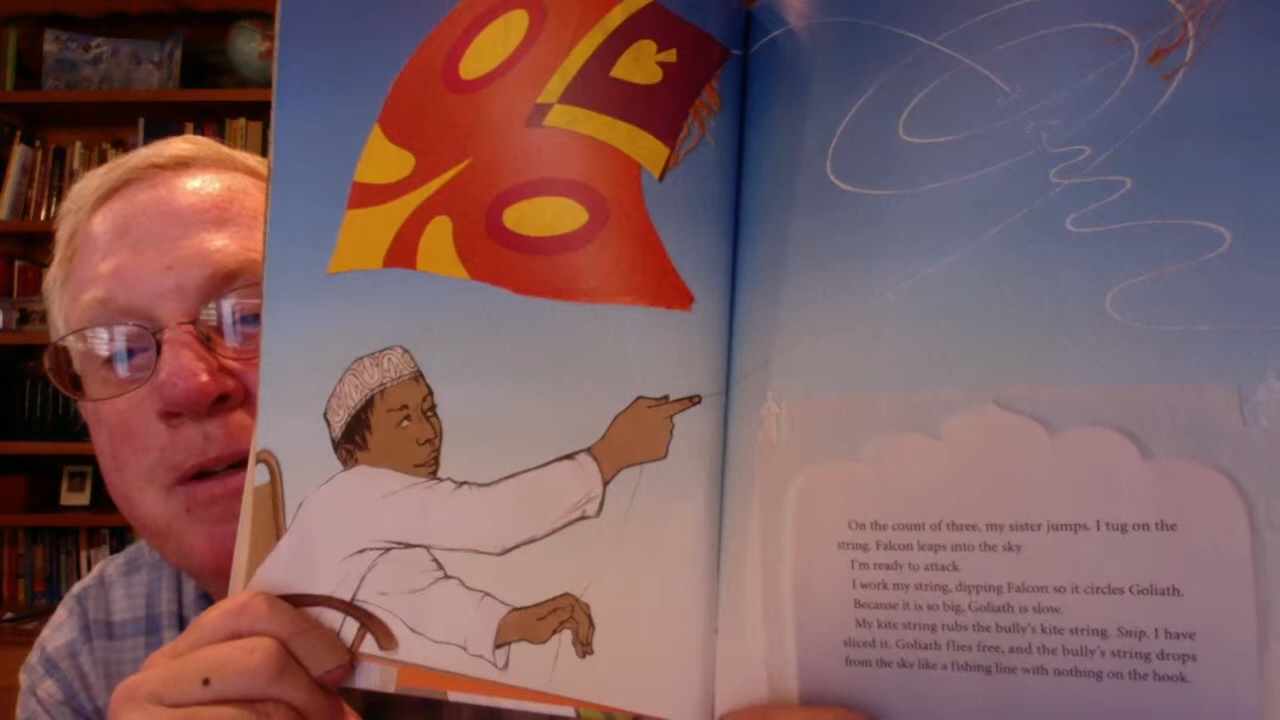 On the count of three, my sister jumps. I tug on the
string. Falcon leaps into the sky.
I'm ready to attack.
I work my string, dipping Falcon so it circles Goliath.
Because it is so big, Goliath is slow.
My kite string rubs the bully's kite string. Snip. I have
sliced it. Goliath flies free, and the bully's string drops
from the sky like a fishing line with nothing on the hook.